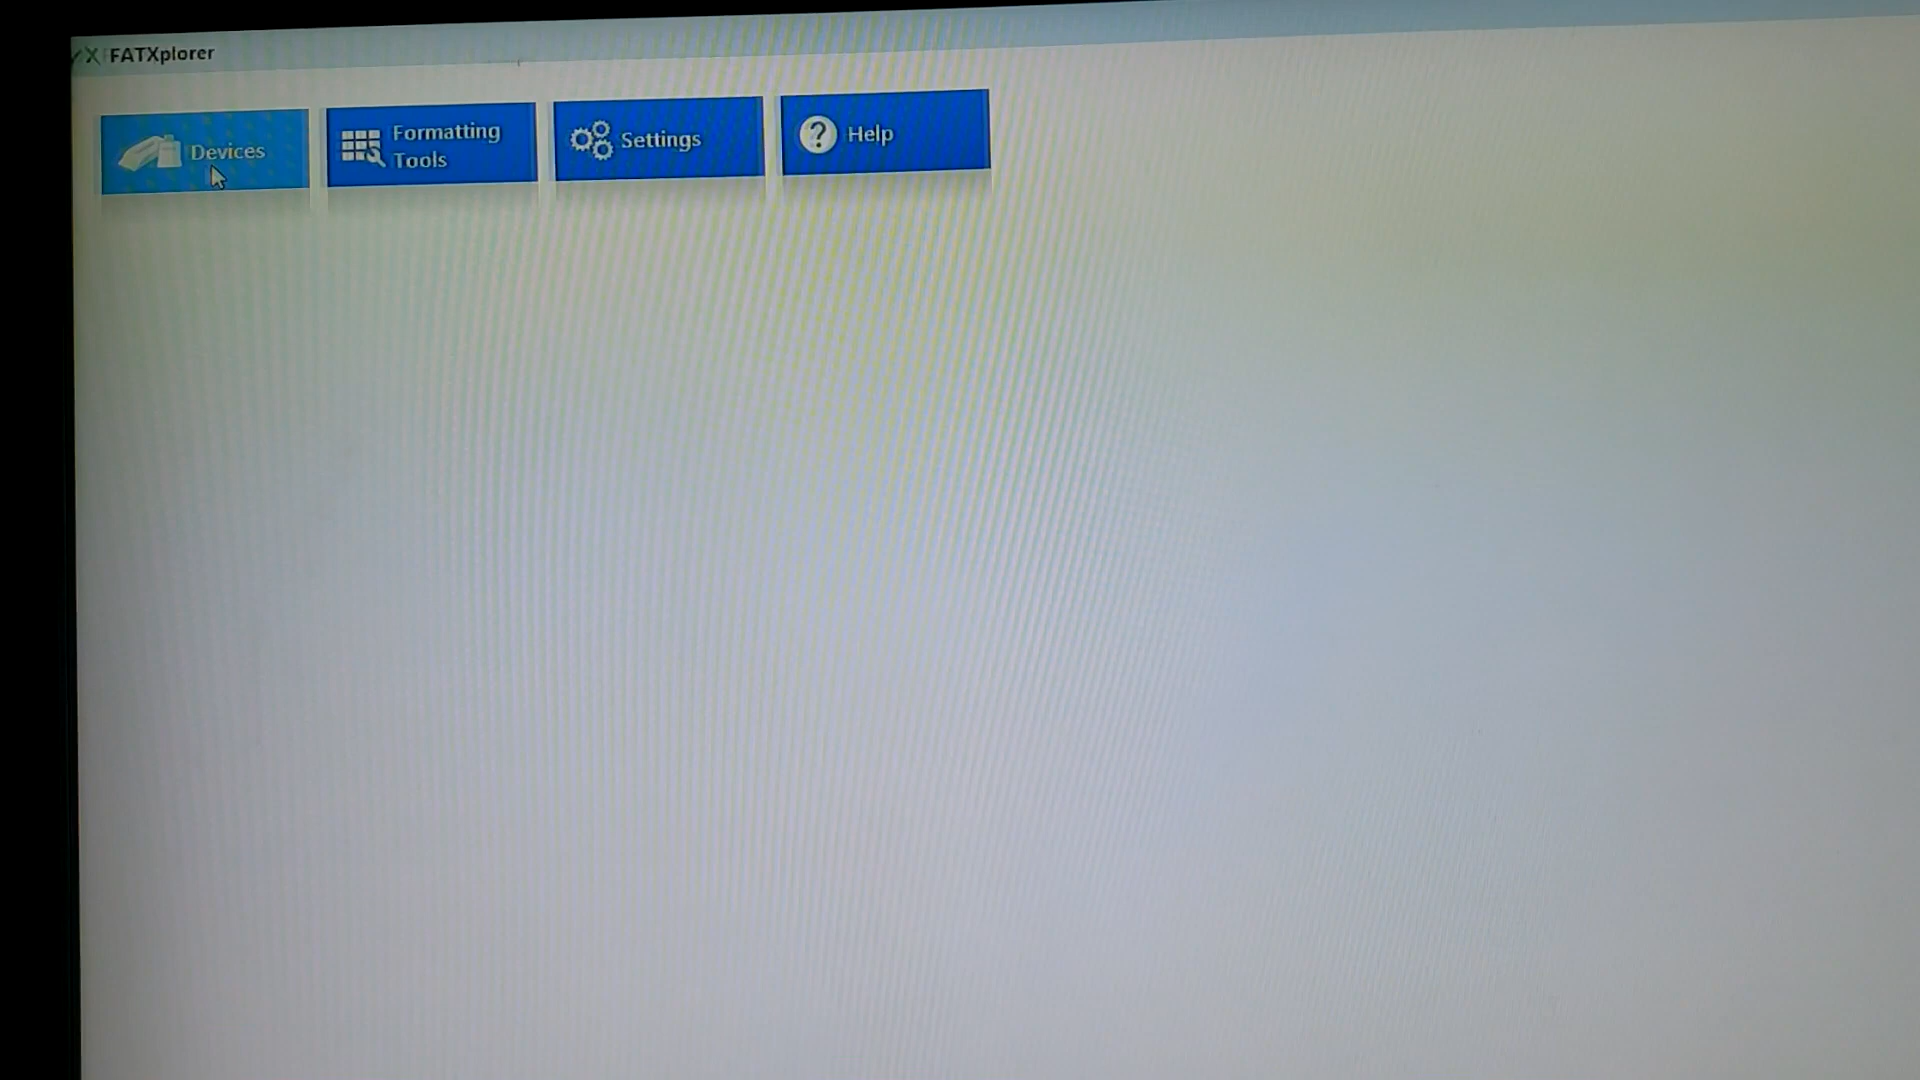 FATXplorer
Devices
Formatting
Tools
Settings
Help